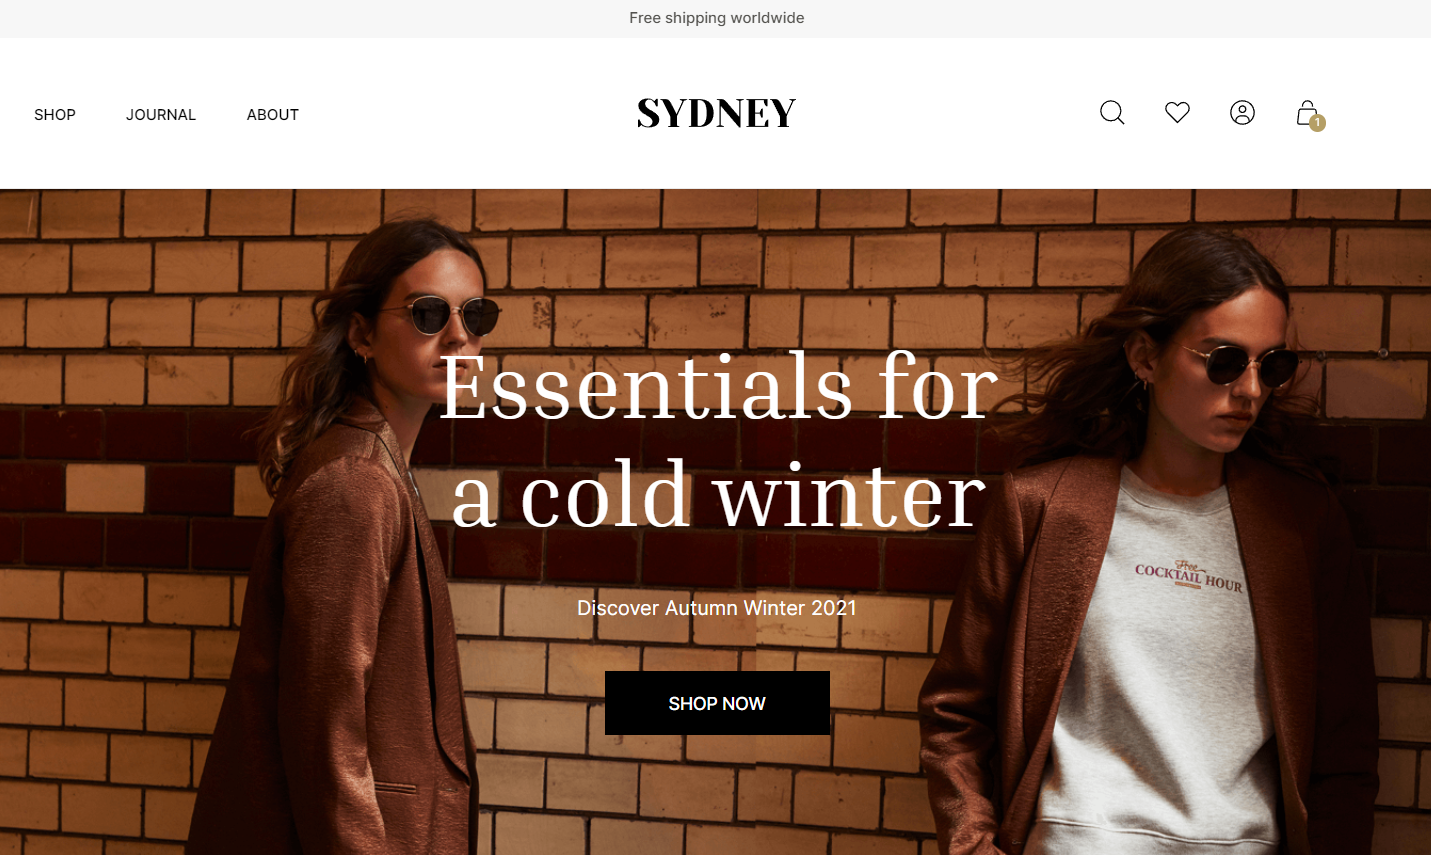 Free shipping worldwide
SHOP
JOURNAL
ABOUT
SYDNEY
1
Essentials for
a cold winter
Free
COCKTAIL HOUR
Discover Autumn Winter 2021
SHOP NOW